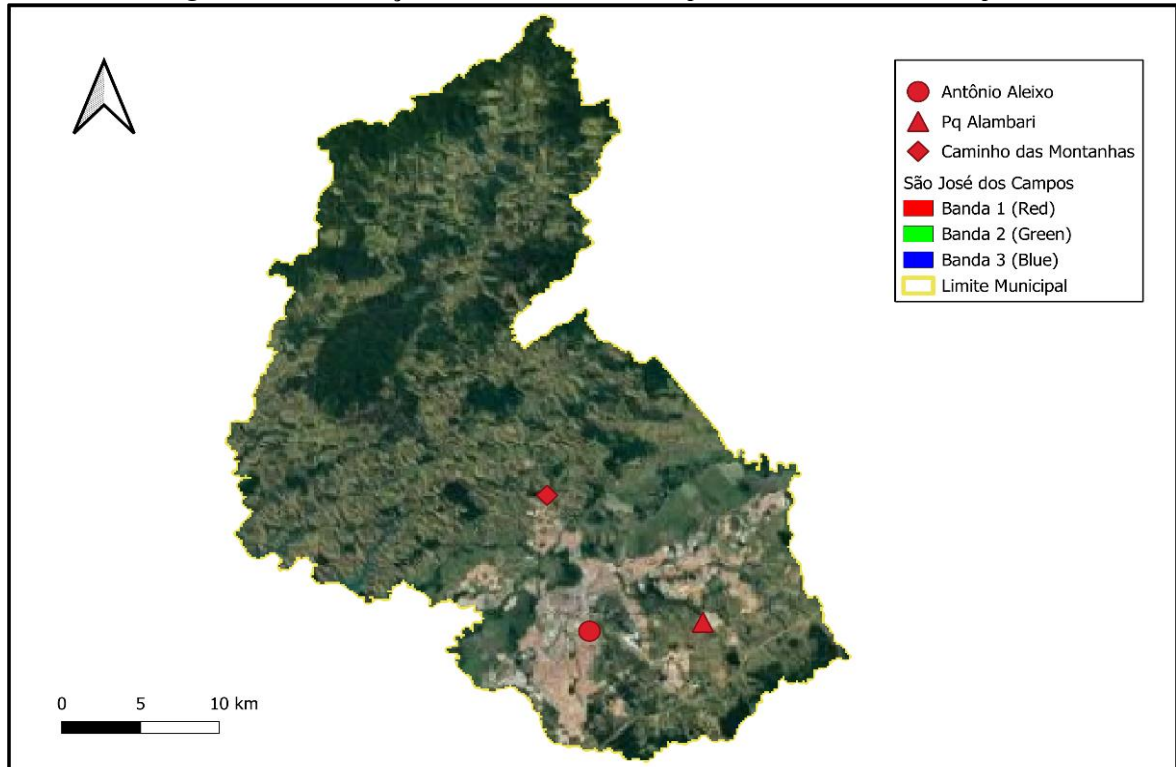 Antônio Aleixo
Pq Alambari
Caminho das Montanhas
São José dos Campos
Banda 1 (Red)
Banda 2 (Green)
Banda 3 (Blue)
Limite Municipal
0 5 10 km